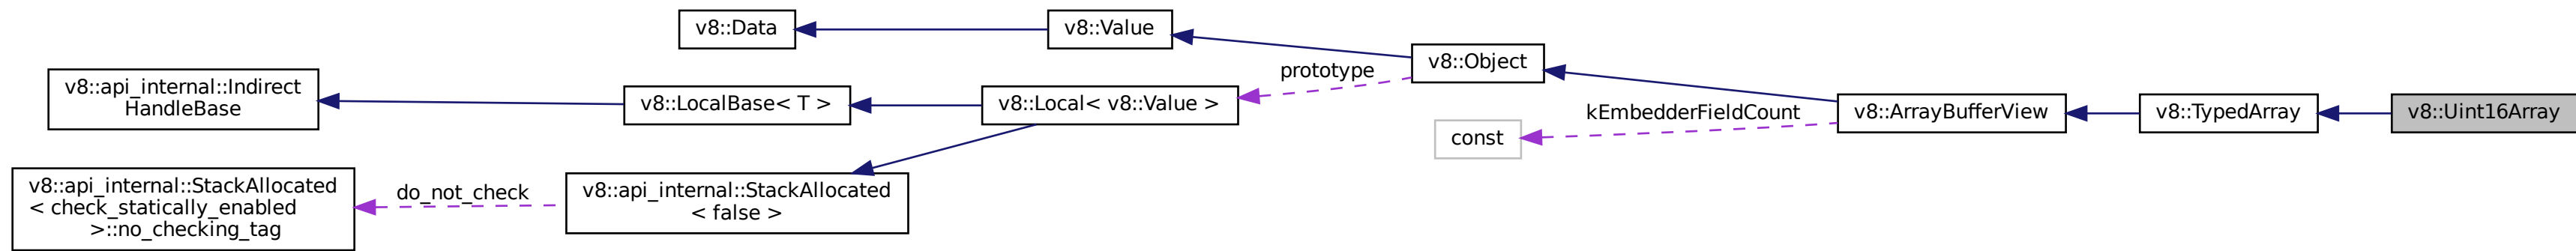 v8::Data
v8::Value
v8::Object
prototype
v8::api_internal::Indirect
HandleBase
v8::LocalBase< T >
v8::Local< v8::Value >
kEmbedderFieldCount
const
v8::ArrayBufferView
v8::TypedArray
v8::Uint16Array
v8::api_internal::StackAllocated
< check_statically_enabled
>::no_checking_tag
do_not_check
v8::api_internal::StackAllocated
< false >